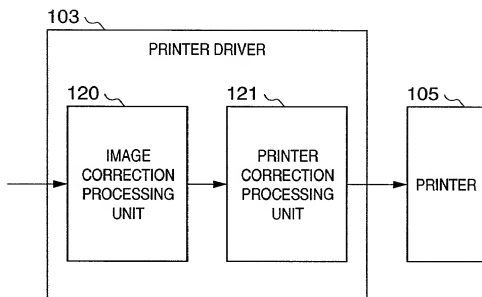 103
PRINTER DRIVER
120
121
105
IMAGE
CORRECTION
PROCESSING
UNIT
PRINTER
CORRECTION
PROCESSING
UNIT
PRINTER